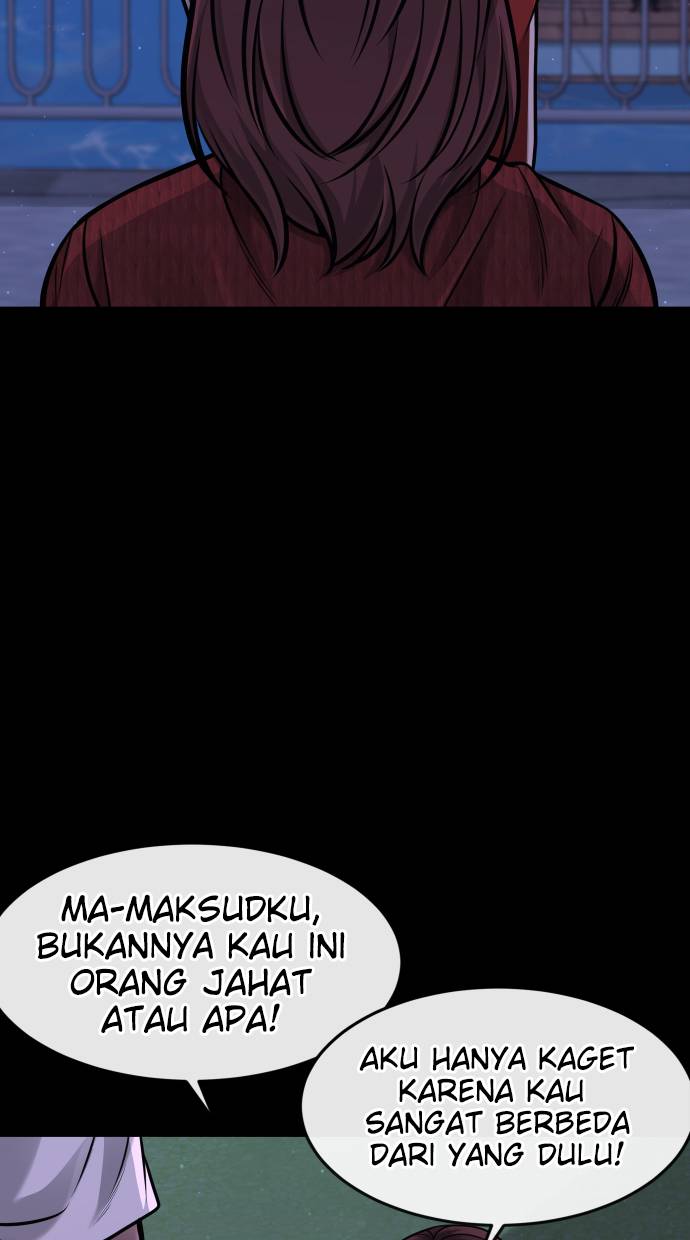 MA-MAKSUDKU,
BUKANNYA KAU INI
ORANG JAHAT
ATAU APA!
AKU HANYA KAGET
KARENA KAU
SANGAT BERBEDA
DARI YANG DULU!